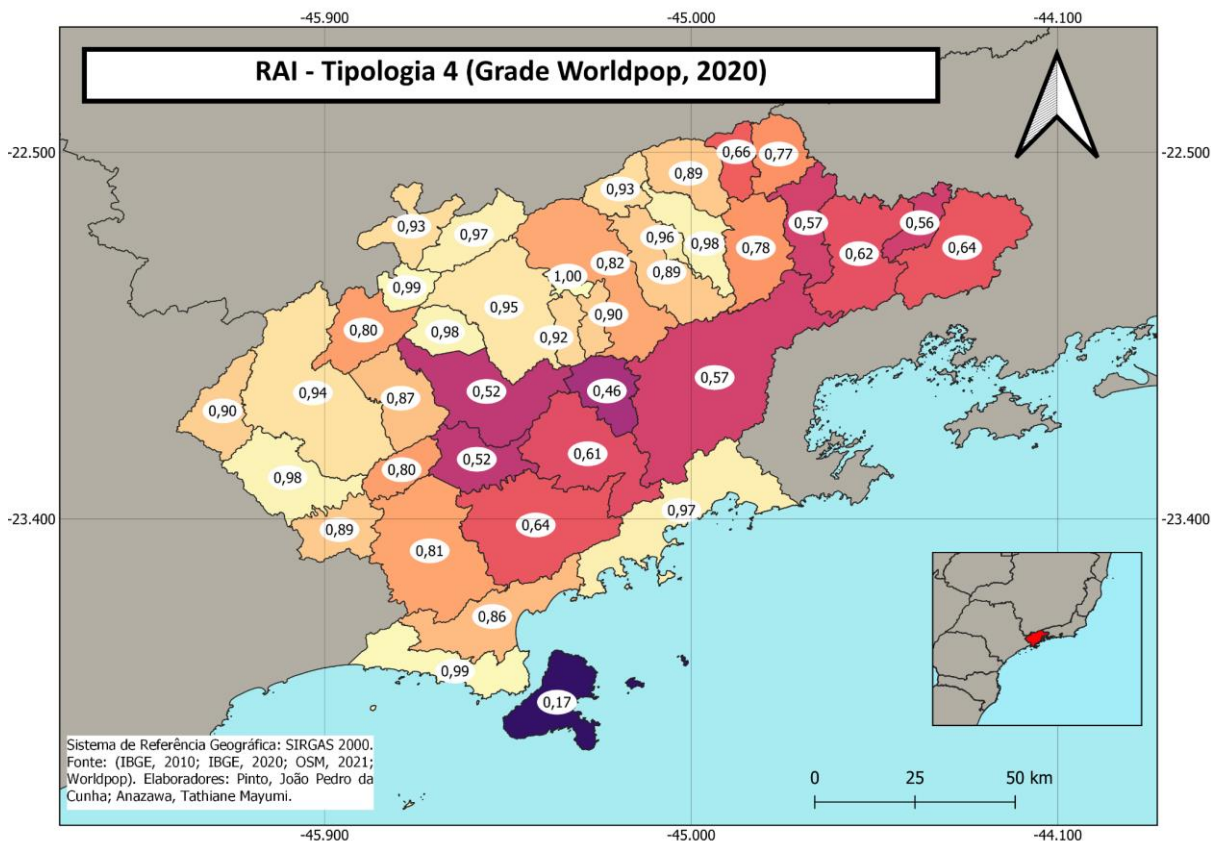 -45.900 -45.000 -44.100
RAI - Tipologia 4 (Grade Worldpop, 2020)
-22.500 -22.500
0,66 0,77
0,89
0,93
0,93
0,97
0,96 0,98
0,57 0,56
0,78 0,62 0,64
1,00 0,82
0,89
0,99
0,95
0,90
0,80 0,98 0,92
0,57
0,94 0,87 0,52 0,46
0,90
0,61
0,52
0,80
0,98
0,97
-23.400 -23.400
0,89 0,64
0,81
0,86
0,99
0,17
Sistema de Referência Geográfica: SIRGAS 2000.
Fonte: (IBGE, 2010; IBGE, 2020; OSM, 2021;
Worldpop). Elaboradores: Pinto, João Pedro da
Cunha; Anazawa, Tathiane Mayumi.
0 25 50 km
-45.900 -45.000 -44.100